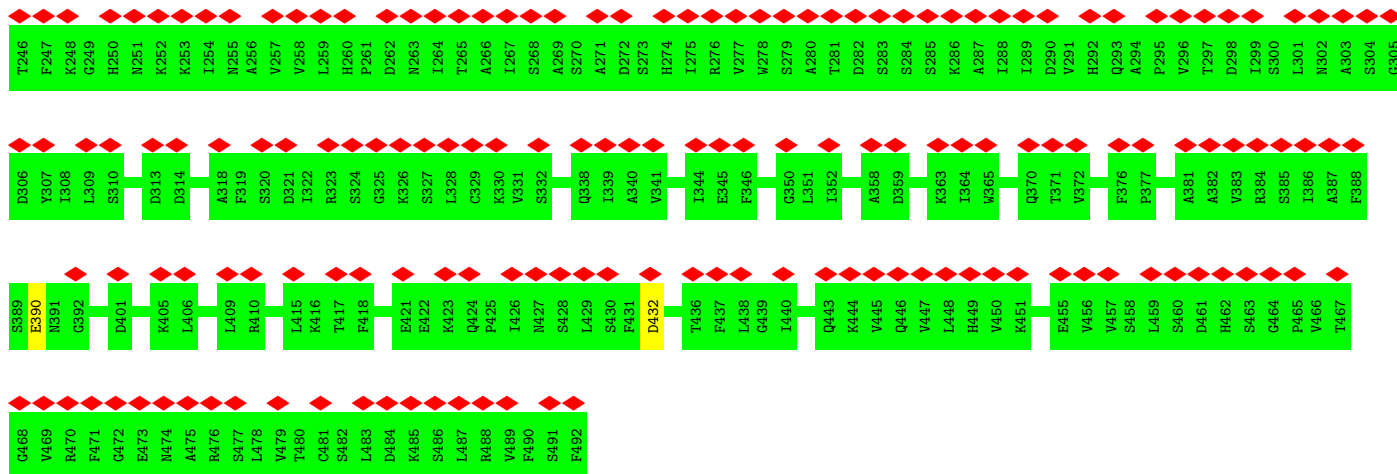 T246 F247 K248 G249 H250 N251 K252 K253 I254 N255 A256 V257 V258 L259 H260 P261 D262 N263 I264 T265 A266 I267 S268 A269 S270 A271 D272 S273 H274 I275 R276 V277 W278 S279 A280 T281 D282 S283 S284 S285 K286 A287 I288 I289 D290 V291 H292 Q293 A294 P295 V296 T297 D298 I299 S300 L301 N302 A303 S304 G305
D306 Y307 I308 L309 S310 D313 D314 A318 F319 S320 D321 I322 R323 S324 G325 K326 S327 L328 C329 K330 V331 S332 Q338 I339 A340 V341 I344 E345 F346 G350 L351 I352 A358 D359 K363 I364 W365 Q370 T371 V372 F376 P377 A381 A382 V383 R384 S385 I386 A387 F388
S389 E390 N391 G392 D401 K405 L406 L409 R410 L415 K416 T417 F418 E421 E422 K423 Q424 P425 I426 N427 S428 L429 S430 F431 D432 T436 F437 L438 G439 I440 Q443 K444 V445 Q446 V447 L448 H449 V450 K451 E455 V456 V457 S458 L459 S460 D461 H462 S463 G464 P465 V466 T467
G468 V469 R470 F471 G472 E473 N474 A475 R476 S477 L478 V479 T480 C481 S482 L483 D484 K485 S486 L487 R488 V489 F490 S491 F492